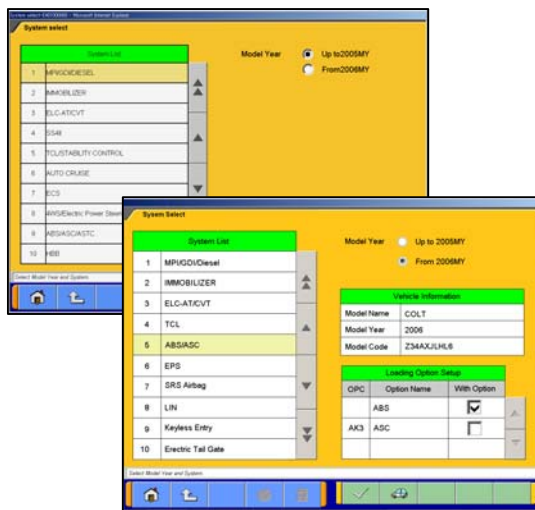 System select
System List
1 MPI/GDI/DIESEL
2 IMMOBILIZER
3 ELC-AT/CVT
4 SS4II
5 TCL/STABILITY CONTROL
6 AUTO CRUISE
7 ECS
8 4WS/Electric Power Steeri
9 ABS/ASC/ASTC
10 HBB
Model Year
Up to2005MY
From2006MY
Select Model Year and System.
Sysem Select
System List
1 MPI/GDI/Diesel
2 IMMOBILIZER
3 ELC-AT/CVT
4 TCL
5 ABS/ASC
6 EPS
7 SRS Airbag
8 LIN
9 Keyless Entry
10 Erectric Tail Gate
Model Year
Up to 2005MY
From 2006MY
Vehicle Information
Model Name COLT
Model Year 2006
Model Code Z34AXJLHL6
Loading Option Setup
OPC Option Name With Option
ABS
AK3 ASC
Select Model Year and System.